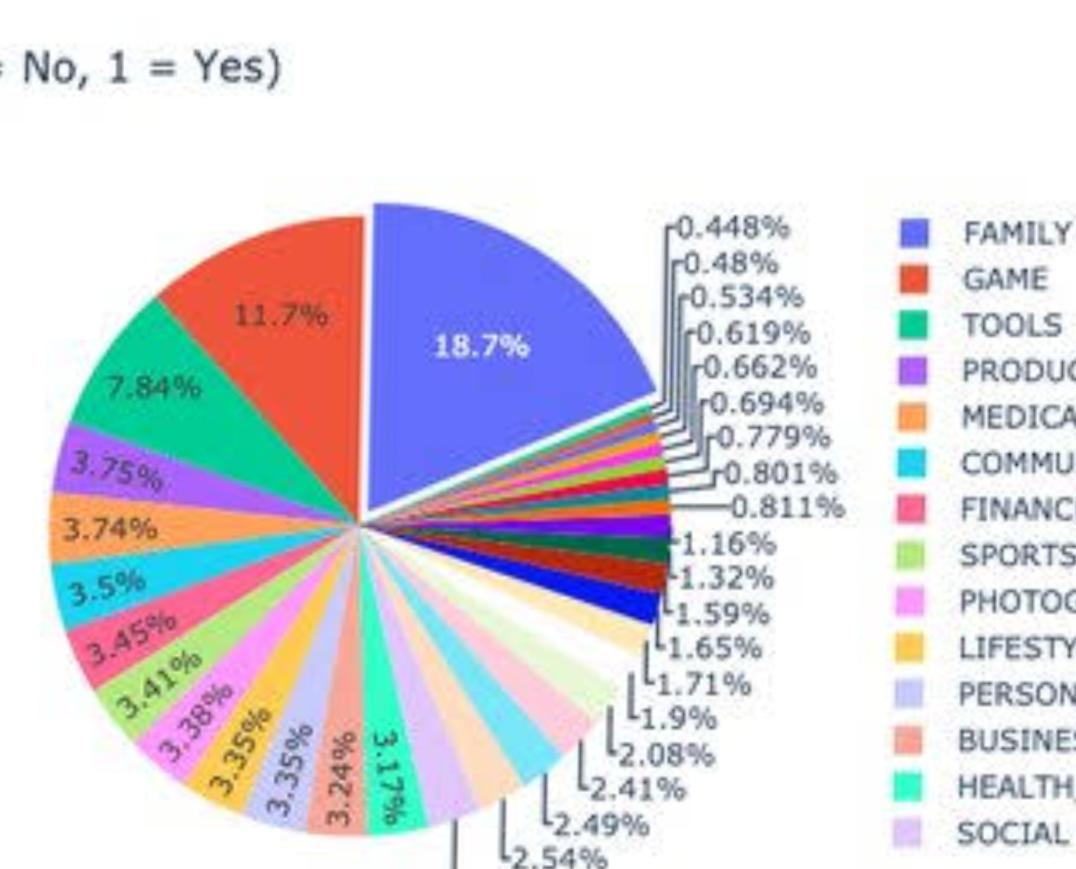 = No, 1 = Yes)
18.7%
0.448%
0.48%
0.534%
0.619%
0.662%
0.694%
0.779%
0.801%
0.811%
1.16%
1.32%
1.59%
1.65%
1.71%
1.9%
2.08%
2.41%
2.49%
2.54%
3.17%
3.24%
3.35%
3.35%
3.38%
3.41%
3.45%
3.5%
3.74%
3.75%
7.84%
11.7%
FAMILY
GAME
TOOLS
PRODUC
MEDICA
COMMU
FINANC
SPORTS
PHOTOG
LIFESTY
PERSON
BUSINES
HEALTH_
SOCIAL